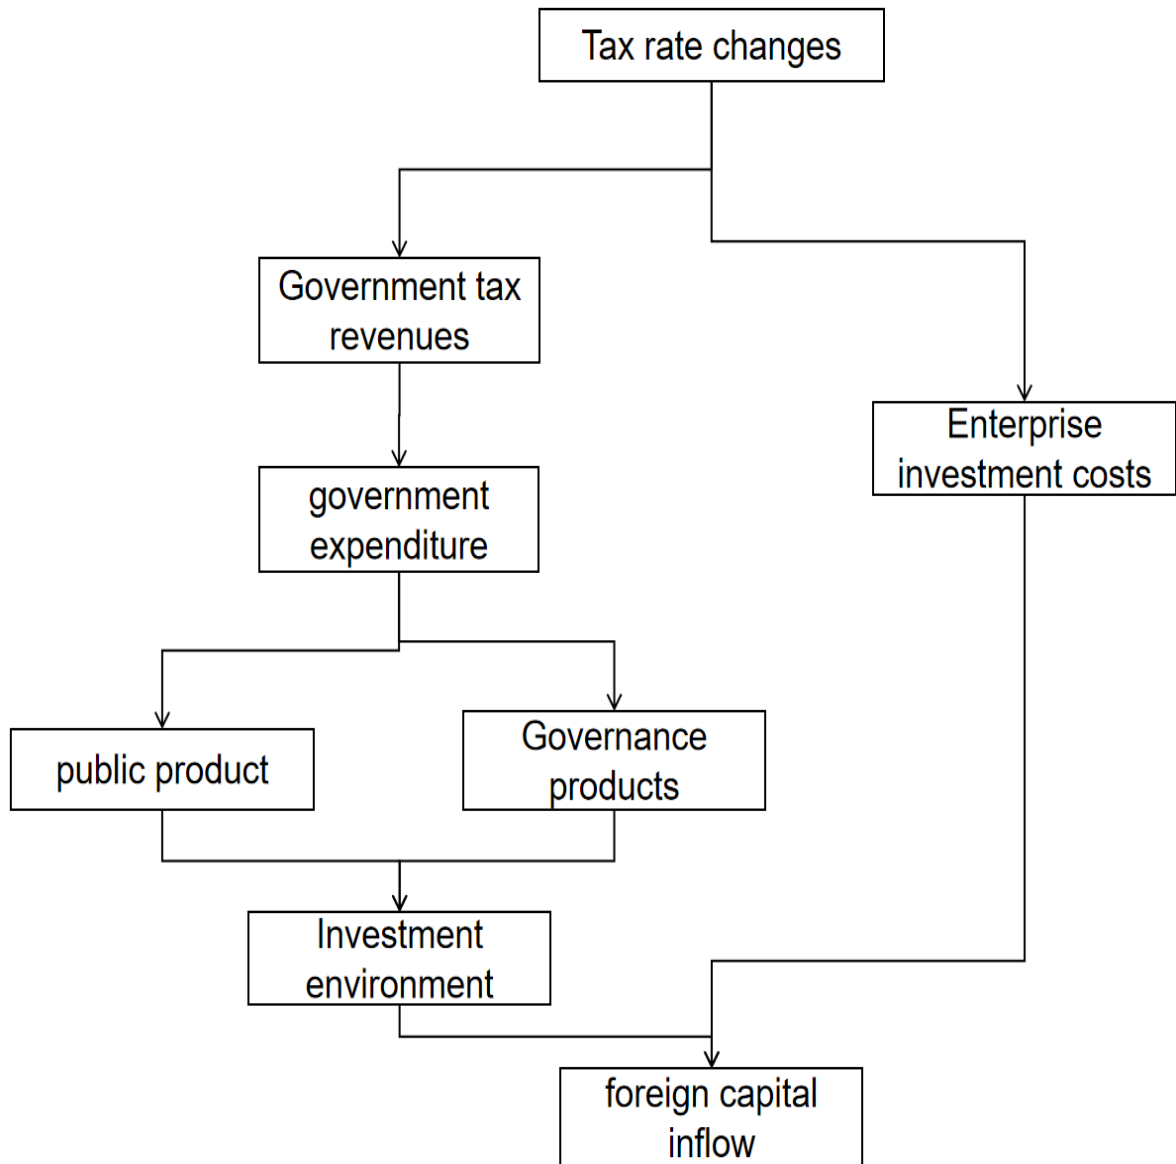 Tax rate changes
Government tax
revenues
Enterprise
investment costs
government
expenditure
public product
Governance
products
Investment
environment
foreign capital
inflow